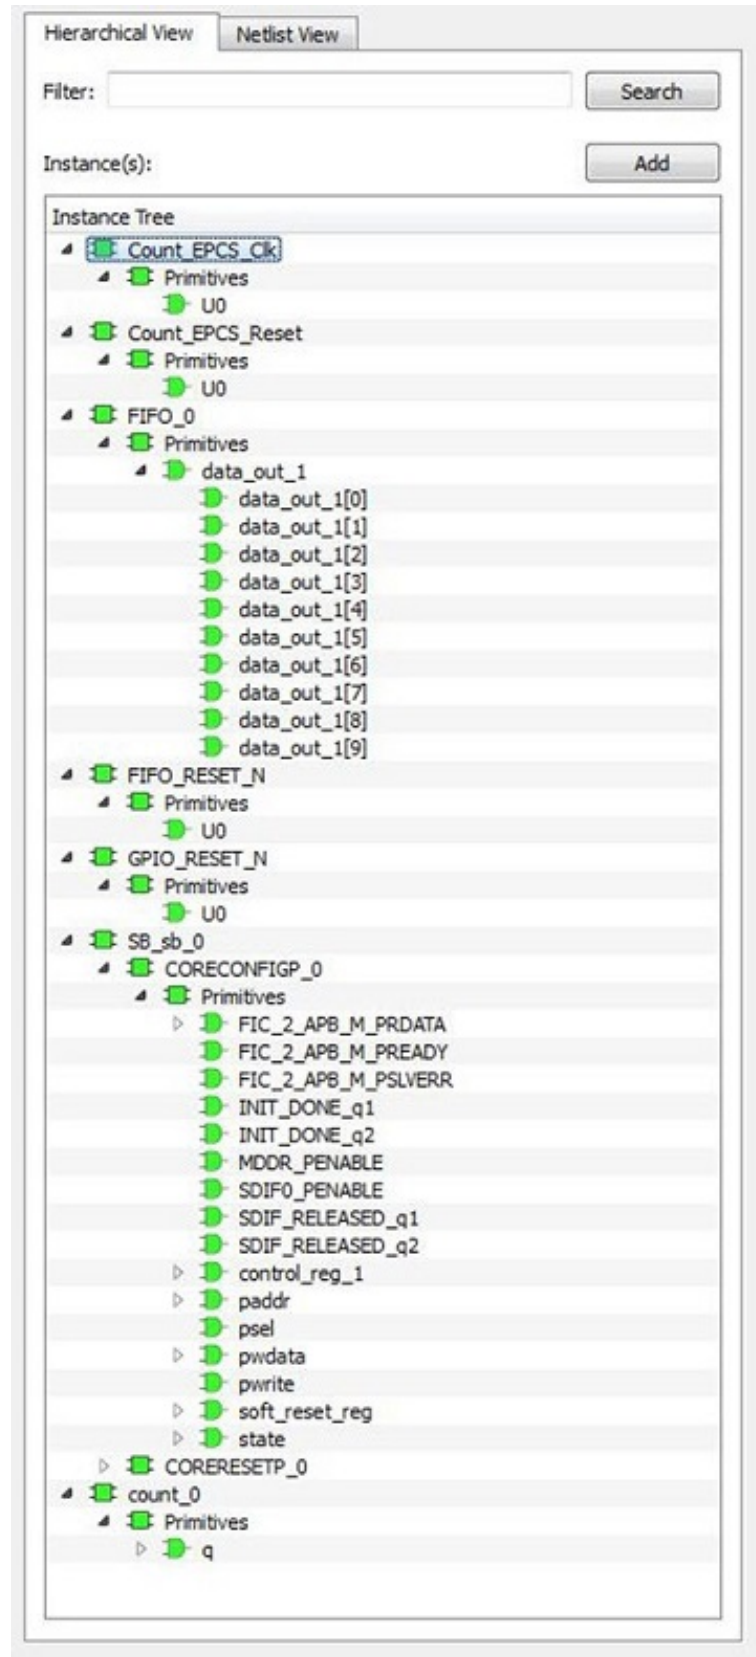 Hierarchical View Netlist View
Filter: Search
Instance(s): Add
Instance Tree
Count_EPCS_Clk
Primitives
U0
Count_EPCS_Reset
Primitives
U0
FIFO_0
Primitives
data_out_1
data_out_1[0]
data_out_1[1]
data_out_1[2]
data_out_1[3]
data_out_1[4]
data_out_1[5]
data_out_1[6]
data_out_1[7]
data_out_1[8]
data_out_1[9]
FIFO_RESET_N
Primitives
U0
GPIO_RESET_N
Primitives
U0
SB_sb_0
CORECONFIGP_0
Primitives
FIC_2_APB_M_PRDATA
FIC_2_APB_M_PREADY
FIC_2_APB_M_PSLVERR
INIT_DONE_q1
INIT_DONE_q2
MDDR_PENABLE
SDIF0_PENABLE
SDIF_RELEASED_q1
SDIF_RELEASED_q2
control_reg_1
paddr
psel
pwdata
pwrite
soft_reset_reg
state
CORERESETP_0
count_0
Primitives
q